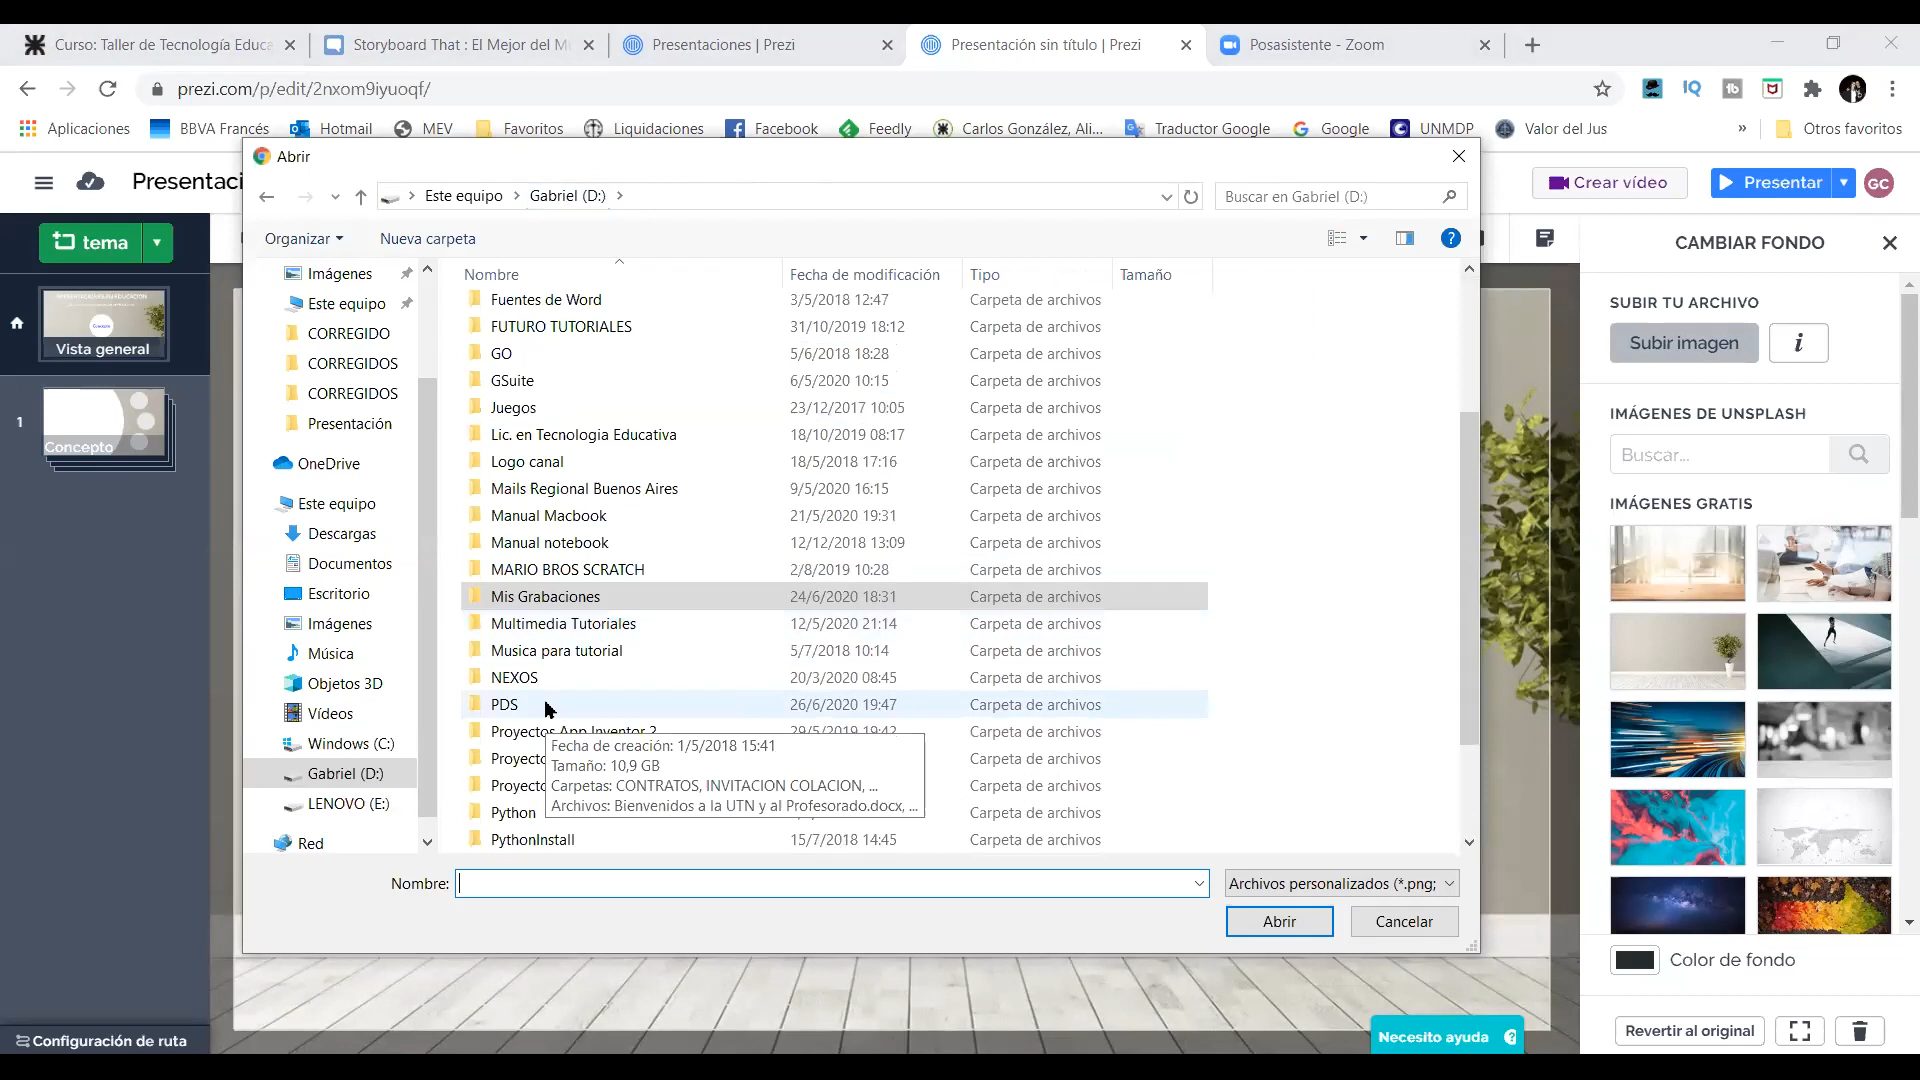 Curso: Taller de Tecnología Educa
Storyboard That : El Mejor del M
Presentaciones | Prezi
Presentación sin título | Prezi
Posasistente - Zoom
prezi.com/p/edit/2nxom9iyuoqf/
Aplicaciones
BBVA Francés
Hotmail
MEV
Favoritos
Liquidaciones
Facebook
Feedly
Carlos González, Ali...
Traductor Google
Google
UNMDP
Valor del Jus
»
Otros favoritos
Presentaci
Crear vídeo
Presentar
GC
Abrir
Este equipo > Gabriel (D:) >
Buscar en Gabriel (D:)
Organizar
Nueva carpeta
tema
Vista general
1
Concepto
Configuración de ruta
Imágenes
Este equipo
CORREGIDO
CORREGIDOS
CORREGIDOS
Presentación
OneDrive
Este equipo
Descargas
Documentos
Escritorio
Imágenes
Música
Objetos 3D
Vídeos
Windows (C:)
Gabriel (D:)
LENOVO (E:)
Red
Nombre Fecha de modificación Tipo Tamaño
Fuentes de Word 3/5/2018 12:47 Carpeta de archivos
FUTURO TUTORIALES 31/10/2019 18:12 Carpeta de archivos
GO 5/6/2018 18:28 Carpeta de archivos
GSuite 6/5/2020 10:15 Carpeta de archivos
Juegos 23/12/2017 10:05 Carpeta de archivos
Lic. en Tecnologia Educativa 18/10/2019 08:17 Carpeta de archivos
Logo canal 18/5/2018 17:16 Carpeta de archivos
Mails Regional Buenos Aires 9/5/2020 16:15 Carpeta de archivos
Manual Macbook 21/5/2020 19:31 Carpeta de archivos
Manual notebook 12/12/2018 13:09 Carpeta de archivos
MARIO BROS SCRATCH 2/8/2019 10:28 Carpeta de archivos
Mis Grabaciones 24/6/2020 18:31 Carpeta de archivos
Multimedia Tutoriales 12/5/2020 21:14 Carpeta de archivos
Musica para tutorial 5/7/2018 10:14 Carpeta de archivos
NEXOS 20/3/2020 08:45 Carpeta de archivos
PDS 26/6/2020 19:47 Carpeta de archivos
Proyectos App Inventor 2 29/5/2019 19:42 Carpeta de archivos
Proyecto Carpeta de archivos
Proyecto Carpeta de archivos
Python Carpeta de archivos
PythonInstall 15/7/2018 14:45 Carpeta de archivos
Fecha de creación: 1/5/2018 15:41
Tamaño: 10,9 GB
Carpetas: CONTRATOS, INVITACION COLACION, ...
Archivos: Bienvenidos a la UTN y al Profesorado.docx, ...
Nombre:
Archivos personalizados (*.png;
Abrir
Cancelar
CAMBIAR FONDO
SUBIR TU ARCHIVO
Subir imagen
i
IMÁGENES DE UNSPLASH
Buscar...
IMÁGENES GRATIS
Color de fondo
Revertir al original
Necesito ayuda ?